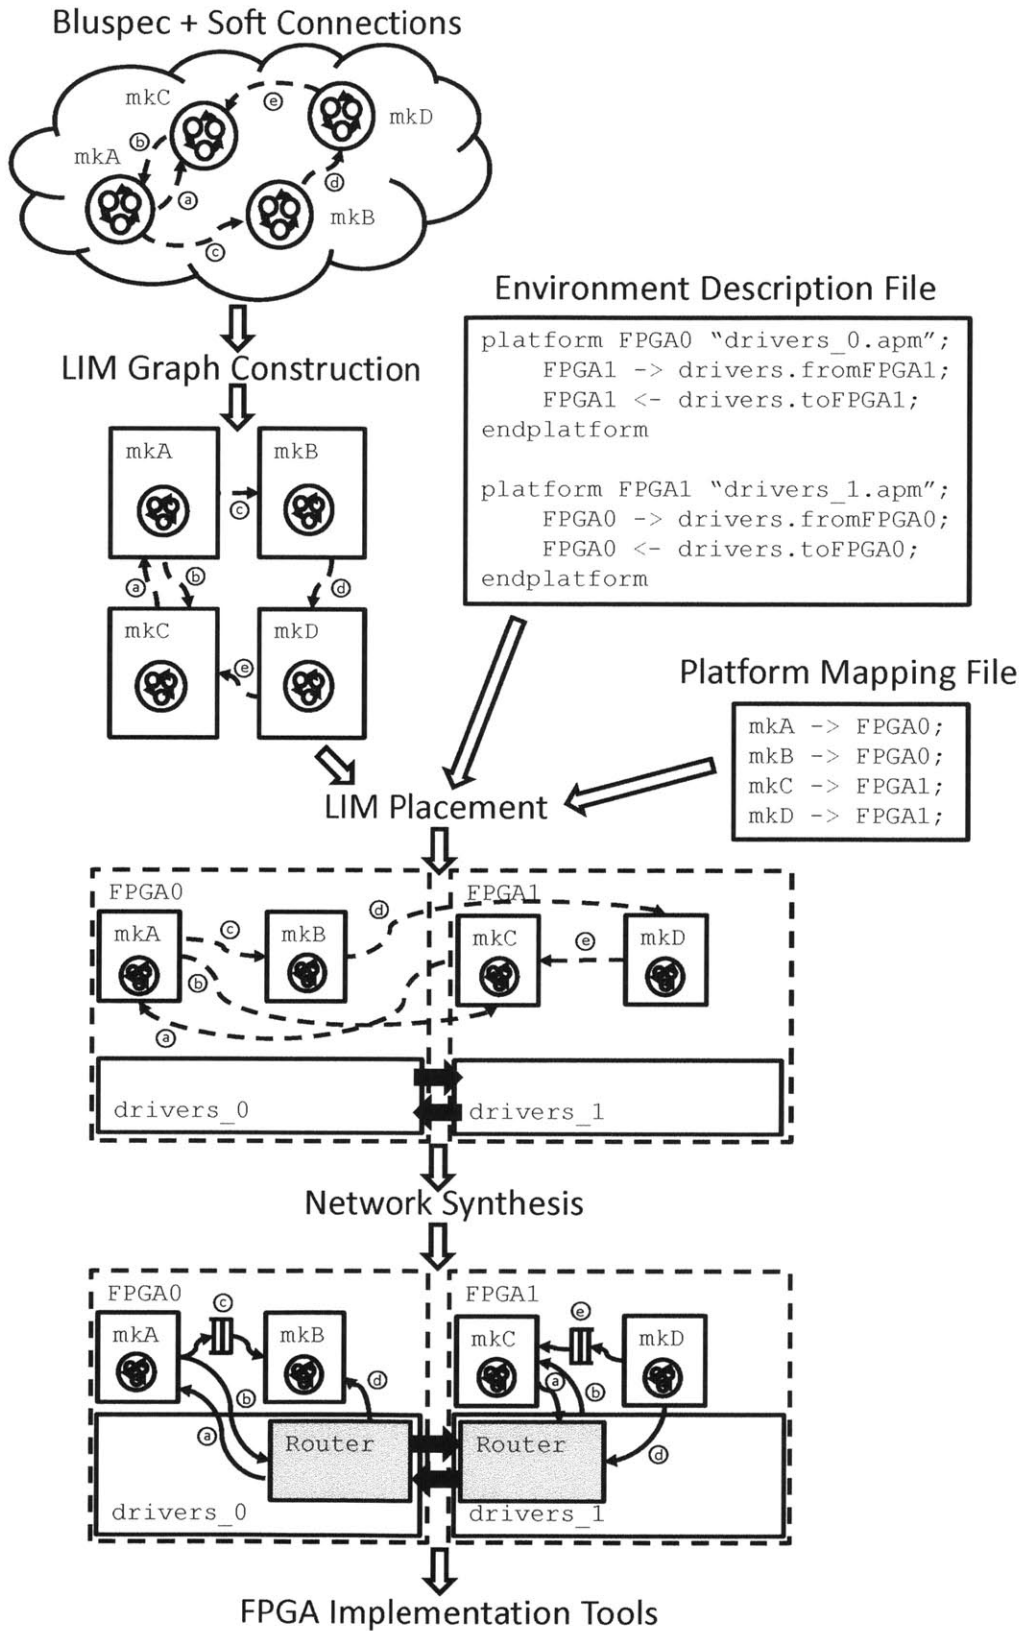 Bluspec + Soft Connections
mkC
e
mkD
b
mkA
a
d
mkB
c
Environment Description File
platform FPGA0 “drivers_0.apm”;
FPGA1 -> drivers.fromFPGA1;
FPGA1 <- drivers.toFPGA1;
endplatform
platform FPGA1 “drivers_1.apm”;
FPGA0 -> drivers.fromFPGA0;
FPGA0 <- drivers.toFPGA0;
endplatform
LIM Graph Construction
mkA
mkB
c
a
b
d
mkC
mkD
e
Platform Mapping File
mkA -> FPGA0;
mkB -> FPGA0;
mkC -> FPGA1;
mkD -> FPGA1;
LIM Placement
FPGA0
FPGA1
mkA
c
mkB
d
mkC
e
mkD
b
a
drivers_0
drivers_1
Network Synthesis
FPGA0
FPGA1
c
e
mkA
mkB
mkC
mkD
b
d
a
b
a
Router
Router
d
drivers_0
drivers_1
FPGA Implementation Tools